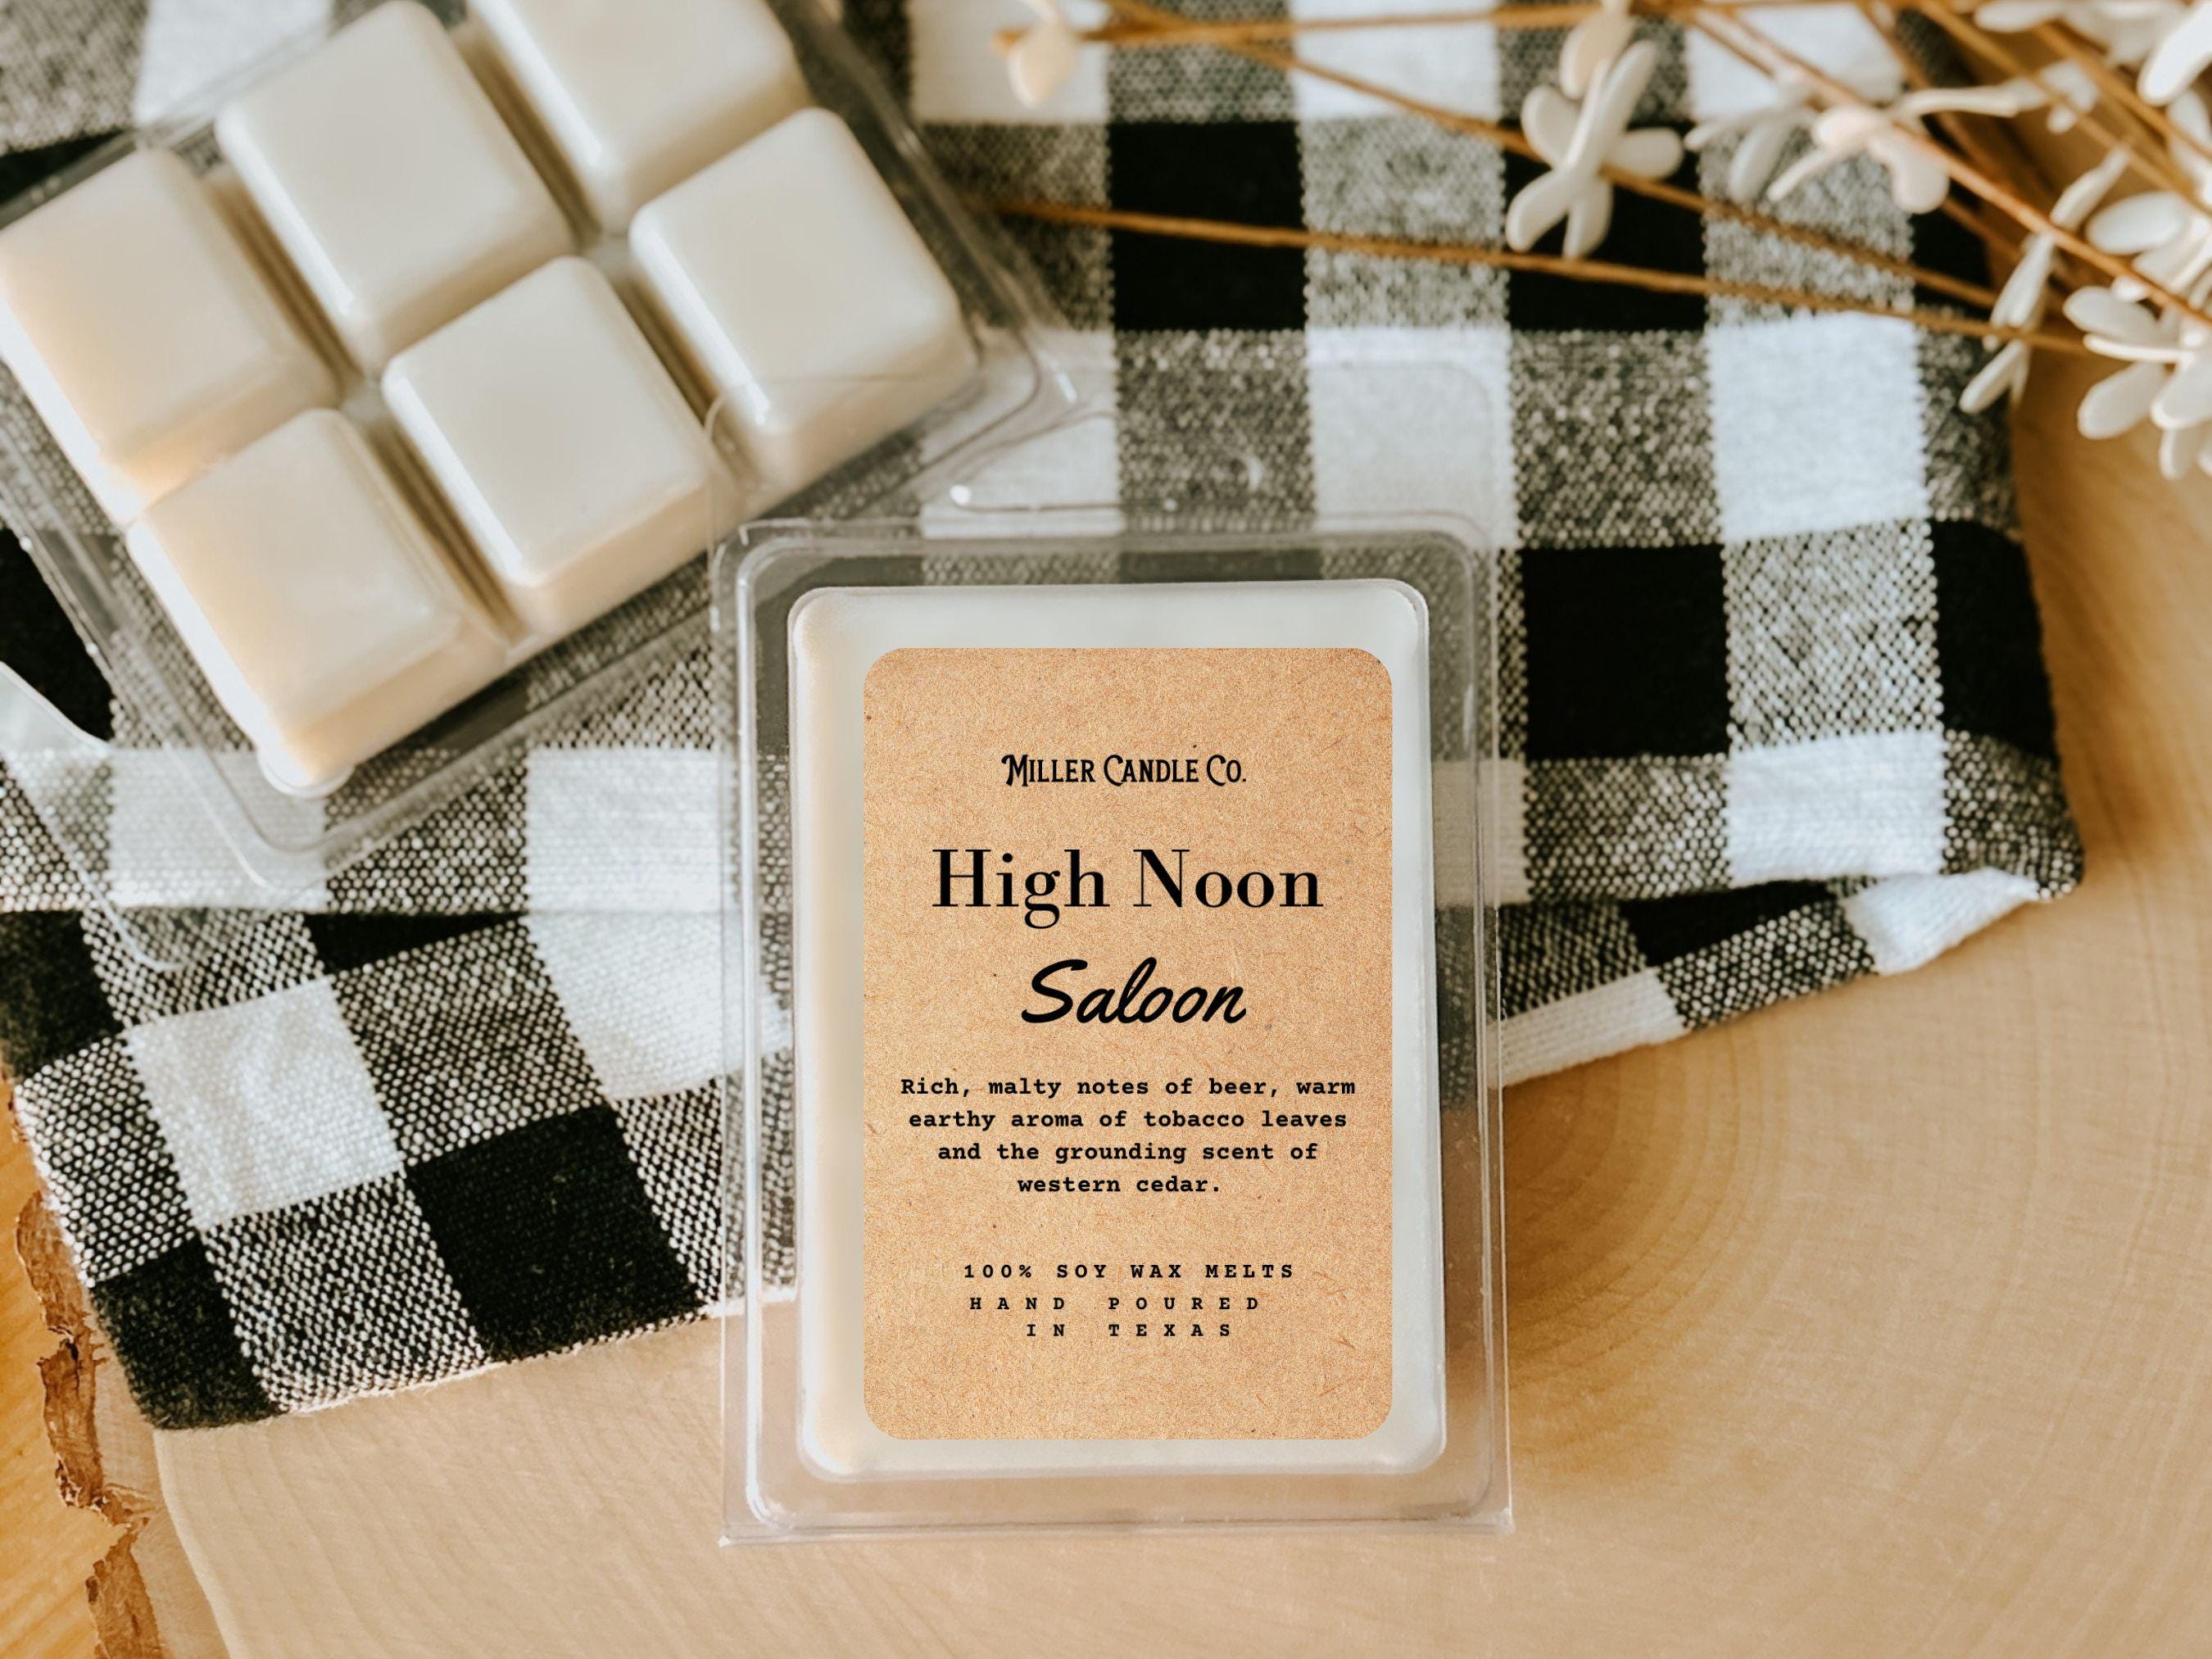 Miller Candle Co.
High Noon
Saloon
Rich, malty notes of beer, warm
earthy aroma of tobacco leaves
and the grounding scent of
western cedar.
100% SOY WAX MELTS
HAND POURED
IN TEXAS